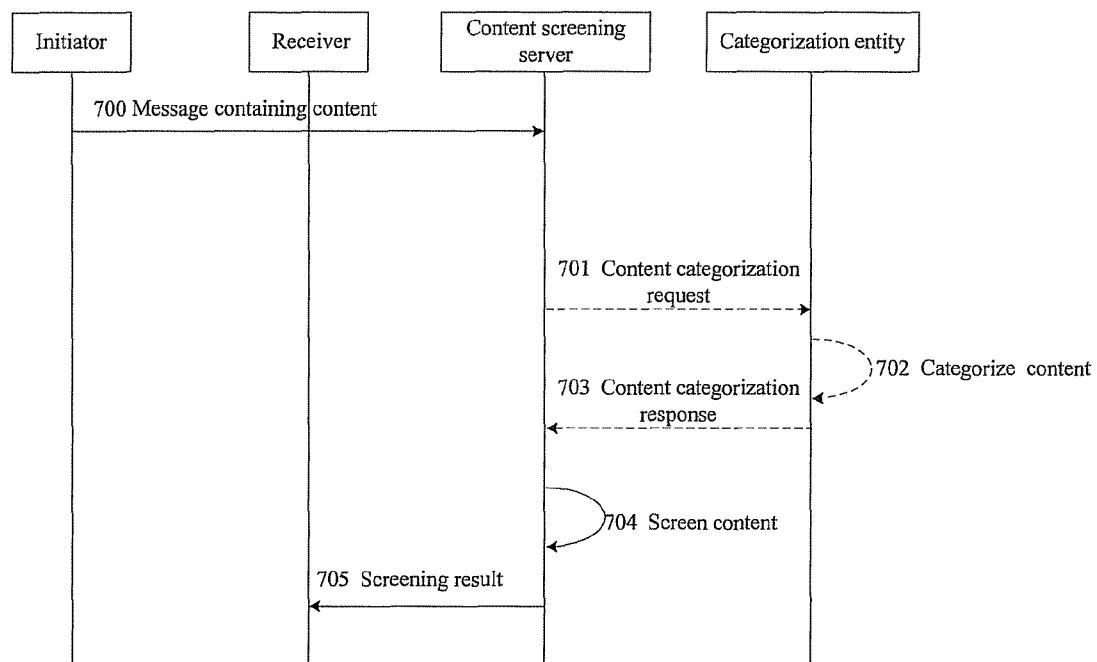 Initiator
Receiver
Content screening
server
Categorization entity
700 Message containing content
701 Content categorization
request
702 Categorize content
703 Content categorization
response
704 Screen content
705 Screening result